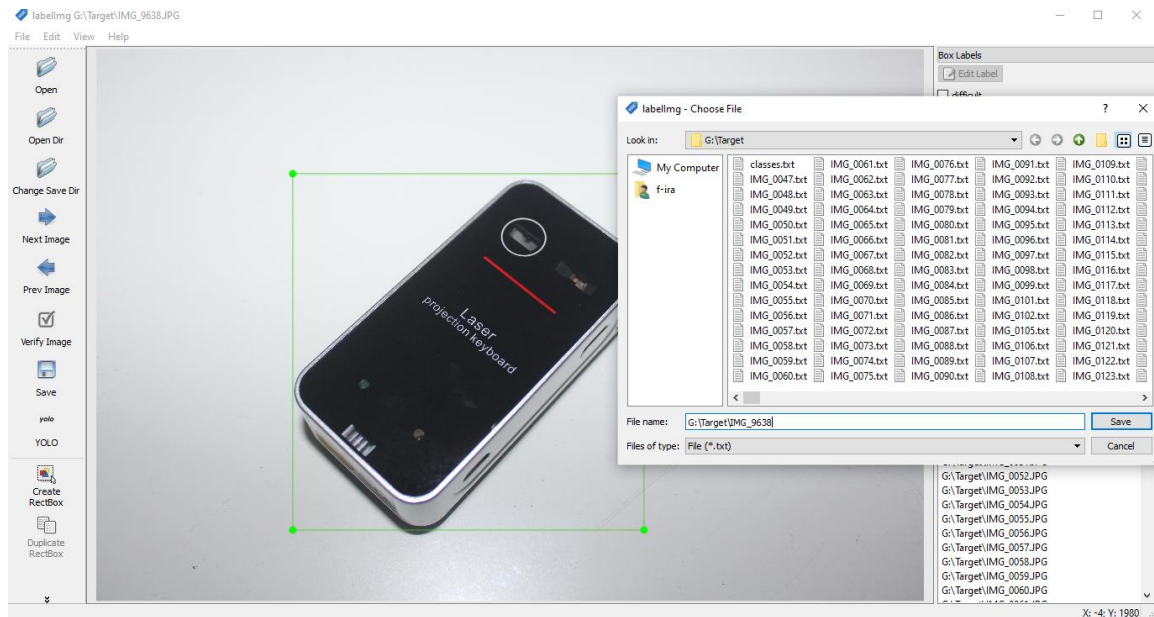 labelImg G:\Target\IMG_9638.JPG
File Edit View Help
Open
Open Dir
Change Save Dir
Next Image
Prev Image
Verify Image
Save
yolo
YOLO
Create
RectBox
Duplicate
RectBox
Laser
projection keyboard
Box Labels
Edit Label
difficult
labelImg - Choose File
Look in: G:\Target
My Computer
f-ira
classes.txt IMG_0061.txt IMG_0076.txt IMG_0091.txt IMG_0109.txt
IMG_0047.txt IMG_0062.txt IMG_0077.txt IMG_0092.txt IMG_0110.txt
IMG_0048.txt IMG_0063.txt IMG_0078.txt IMG_0093.txt IMG_0111.txt
IMG_0049.txt IMG_0064.txt IMG_0079.txt IMG_0094.txt IMG_0112.txt
IMG_0050.txt IMG_0065.txt IMG_0080.txt IMG_0095.txt IMG_0113.txt
IMG_0051.txt IMG_0066.txt IMG_0081.txt IMG_0096.txt IMG_0114.txt
IMG_0052.txt IMG_0067.txt IMG_0082.txt IMG_0097.txt IMG_0115.txt
IMG_0053.txt IMG_0068.txt IMG_0083.txt IMG_0098.txt IMG_0116.txt
IMG_0054.txt IMG_0069.txt IMG_0084.txt IMG_0099.txt IMG_0117.txt
IMG_0055.txt IMG_0070.txt IMG_0085.txt IMG_0101.txt IMG_0118.txt
IMG_0056.txt IMG_0071.txt IMG_0086.txt IMG_0102.txt IMG_0119.txt
IMG_0057.txt IMG_0072.txt IMG_0087.txt IMG_0105.txt IMG_0120.txt
IMG_0058.txt IMG_0073.txt IMG_0088.txt IMG_0106.txt IMG_0121.txt
IMG_0059.txt IMG_0074.txt IMG_0089.txt IMG_0107.txt IMG_0122.txt
IMG_0060.txt IMG_0075.txt IMG_0090.txt IMG_0108.txt IMG_0123.txt
File name: G:\Target\IMG_9638 Save
Files of type: File (*.txt) Cancel
G:\Target\IMG_0052.JPG
G:\Target\IMG_0053.JPG
G:\Target\IMG_0054.JPG
G:\Target\IMG_0055.JPG
G:\Target\IMG_0056.JPG
G:\Target\IMG_0057.JPG
G:\Target\IMG_0058.JPG
G:\Target\IMG_0059.JPG
G:\Target\IMG_0060.JPG
X: -4; Y: 1980